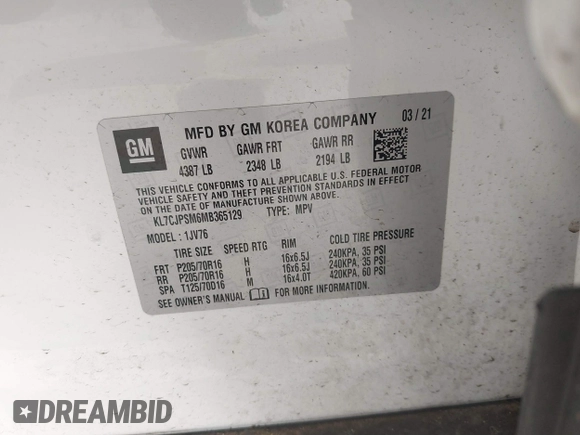 GM
MFD BY GM KOREA COMPANY 03 / 21
GVWR GAWR FRT GAWR RR
4387 LB 2348 LB 2194 LB
THIS VEHICLE CONFORMS TO ALL APPLICABLE U.S. FEDERAL MOTOR
VEHICLE SAFETY AND THEFT PREVENTION STANDARDS IN EFFECT
ON THE DATE OF MANUFACTURE SHOWN ABOVE.
KL7CJPSM6MB365129 TYPE: MPV
MODEL : 1JV76
TIRE SIZE SPEED RTG RIM COLD TIRE PRESSURE
FRT P205/70R16 H 16x6.5J 240KPA, 35 PSI
RR P205/70R16 H 16x6.5J 240KPA, 35 PSI
SPA T125/70D16 M 16x4.0T 420KPA, 60 PSI
SEE OWNER'S MANUAL FOR MORE INFORMATION.
DREAMBID